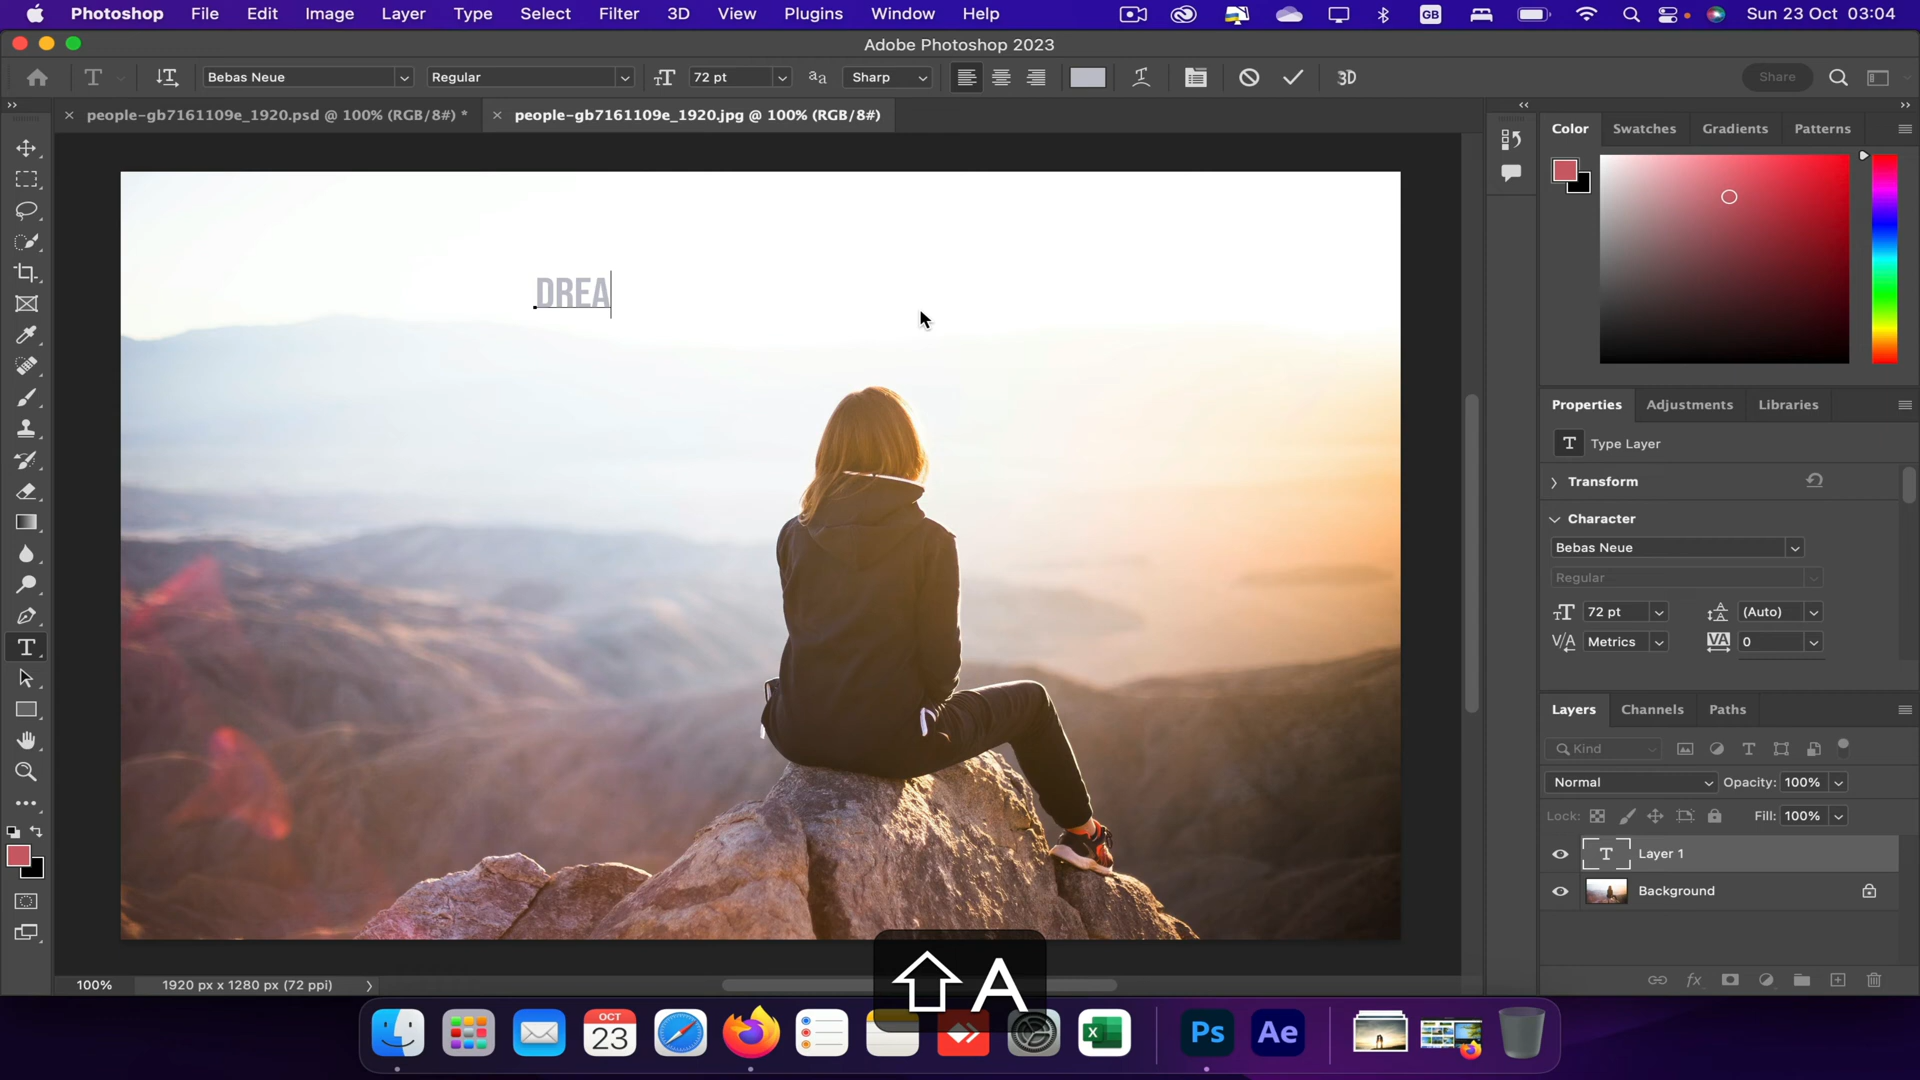 Photoshop File Edit Image Layer Type Select Filter 3D View Plugins Window Help GB Sun 23 Oct 03:04
Adobe Photoshop 2023
Bebas Neue Regular 72 pt Sharp 3D Share
people-gb7161109e_1920.psd @ 100% (RGB/8#) * people-gb7161109e_1920.jpg @ 100% (RGB/8#)
Color Swatches Gradients Patterns
DREA
Properties Adjustments Libraries
T Type Layer
Transform
Character
Bebas Neue
Regular
72 pt (Auto)
Metrics 0
Layers Channels Paths
Kind
Normal Opacity: 100%
Lock: Fill: 100%
T Layer 1
Background
100% 1920 px x 1280 px (72 ppi)
A
OCT
23
Ps Ae